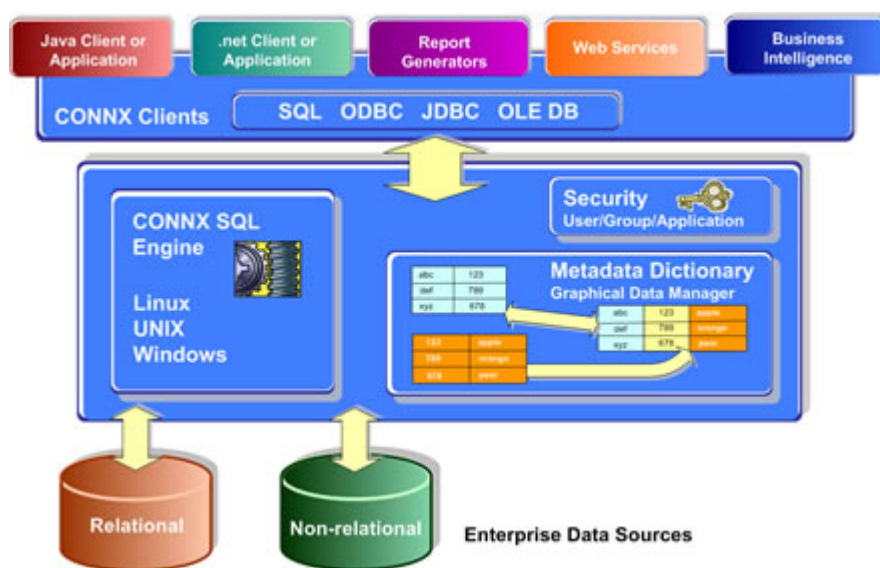 Java Client or
Application
.net Client or
Application
Report
Generators
Web Services
Business
Intelligence
CONNX Clients
SQL ODBC JDBC OLE DB
CONNX SQL
Engine
Linux
UNIX
Windows
Security
User/Group/Application
Metadata Dictionary
Graphical Data Manager
abc 123
def 789
xyz 678
abc 123 apple
def 789 orange
xyz 678 pear
123 apple
789 orange
678 pear
Relational
Non-relational
Enterprise Data Sources